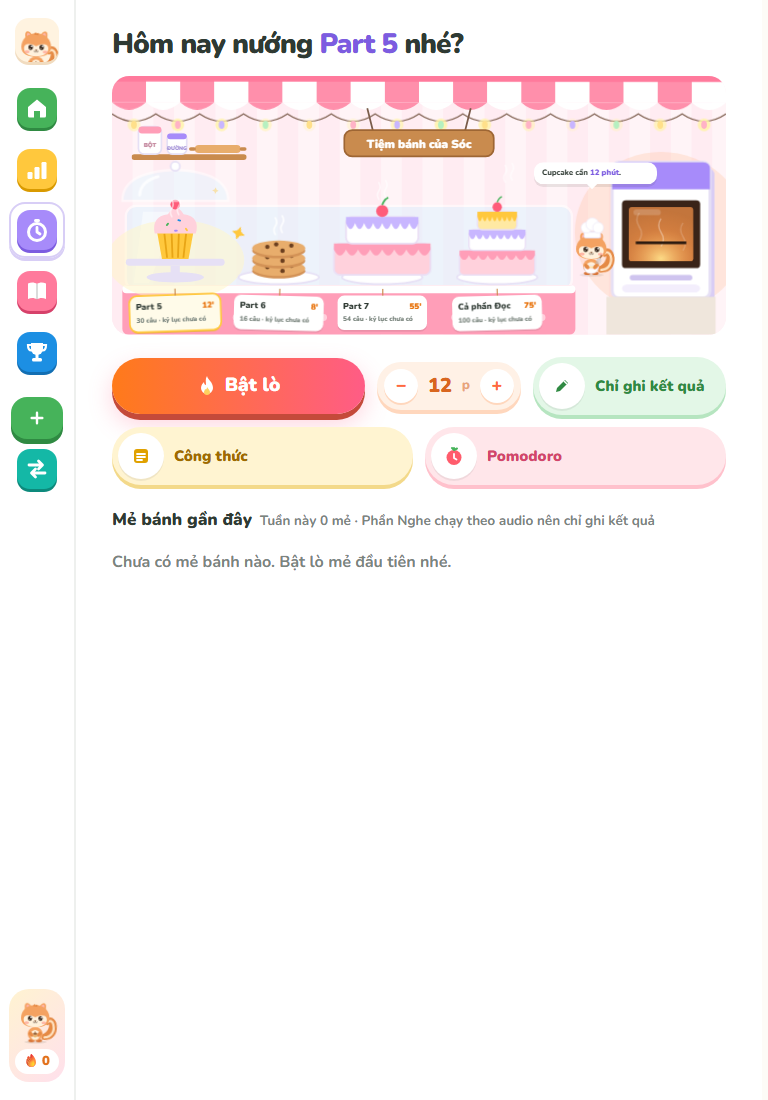 Hôm nay nướng Part 5 nhé?
BỘT
ĐƯỜNG
Tiệm bánh của Sóc
Cupcake cần 12 phút.
Part 5 12'
30 câu · kỷ lục chưa có
Part 6 8'
16 câu · kỷ lục chưa có
Part 7 55'
54 câu · kỷ lục chưa có
Cả phần Đọc 75'
100 câu · kỷ lục chưa có
Bật lò
− 12 p +
Chỉ ghi kết quả
Công thức
Pomodoro
Mẻ bánh gần đây Tuần này 0 mẻ · Phần Nghe chạy theo audio nên chỉ ghi kết quả
Chưa có mẻ bánh nào. Bật lò mẻ đầu tiên nhé.
0